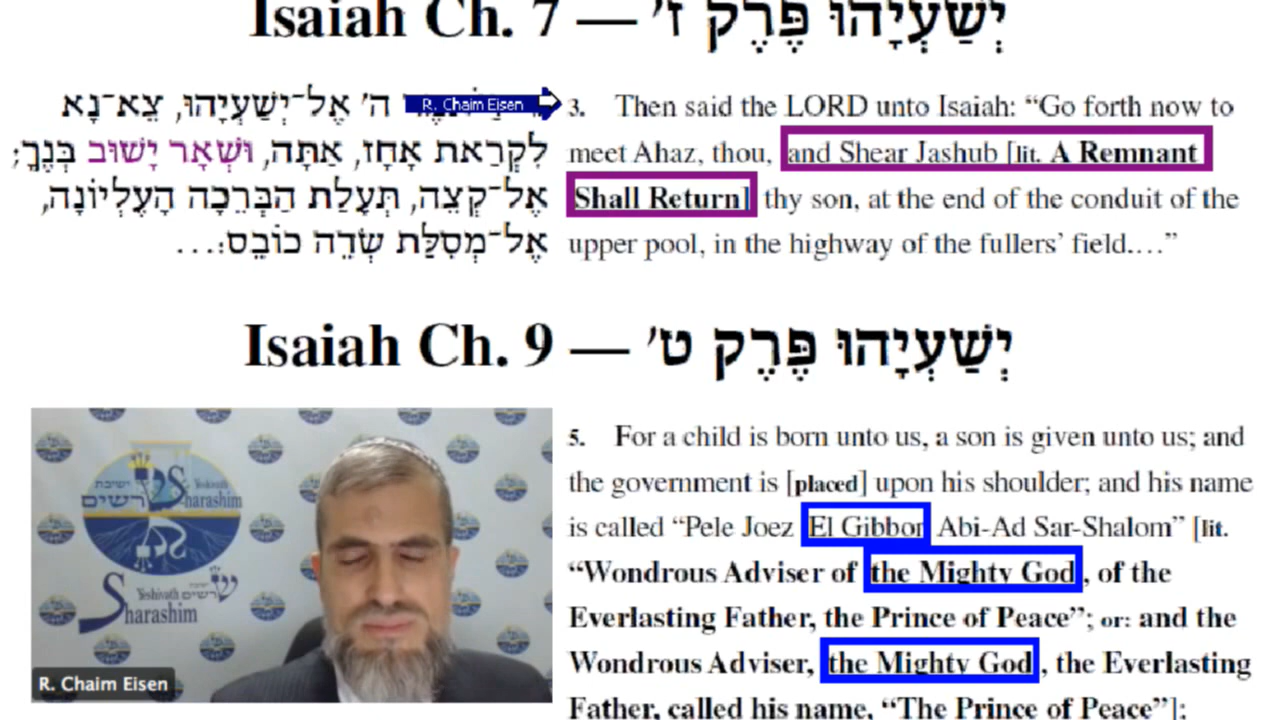 Isaiah Ch. 7 — יְשַׁעְיָהוּ פֶּרֶק ז׳
ה׳ אֶל־יְשַׁעְיָהוּ, צֵא־נָא
לִקְרַאת אָחָז, אַתָּה, וּשְׁאָר יָשׁוּב בְּנֶךָ;
אֶל־קְצֵה, תְּעָלַת הַבְּרֵכָה הָעֶלְיוֹנָה,
אֶל־מְסִלַּת שְׂדֵה כוֹבֵס:…
R. Chaim Eisen
3. Then said the LORD unto Isaiah: “Go forth now to
meet Ahaz, thou, and Shear Jashub [lit. A Remnant
Shall Return] thy son, at the end of the conduit of the
upper pool, in the highway of the fullers’ field.…”
Isaiah Ch. 9 — יְשַׁעְיָהוּ פֶּרֶק ט׳
5. For a child is born unto us, a son is given unto us; and
the government is [placed] upon his shoulder; and his name
is called “Pele Joez El Gibbor Abi-Ad Sar-Shalom” [lit.
“Wondrous Adviser of the Mighty God, of the
Everlasting Father, the Prince of Peace”; or: and the
Wondrous Adviser, the Mighty God, the Everlasting
Father, called his name, “The Prince of Peace”];
ישיבת
שרשים
Yeshivath
Sharashim
Yeshivath
Sharashim
R. Chaim Eisen